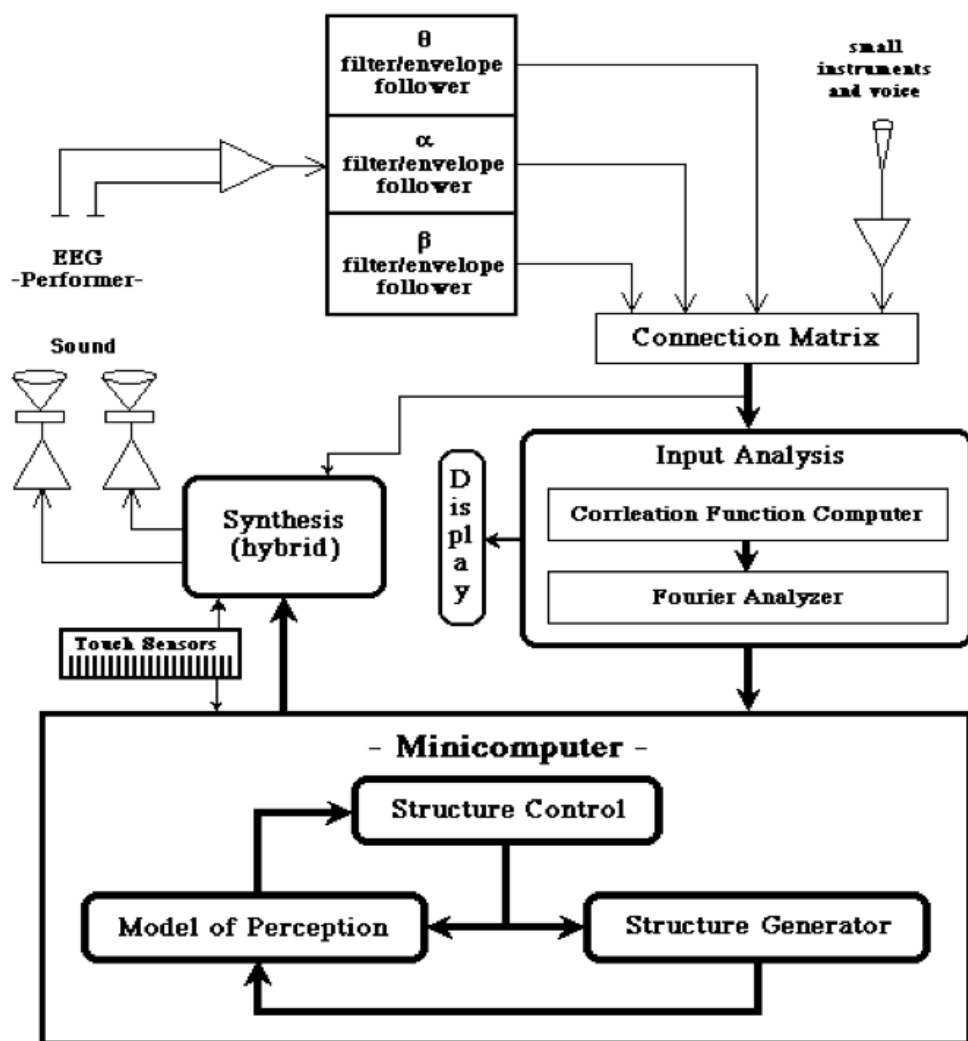 θ
filter/envelope
follower
α
filter/envelope
follower
β
filter/envelope
follower
small
instruments
and voice
EEG
-Performer-
Connection Matrix
Sound
Input Analysis
Corrleation Function Computer
Fourier Analyzer
D
is
pl
ay
Synthesis
(hybrid)
Touch Sensors
- Minicomputer -
Structure Control
Model of Perception
Structure Generator